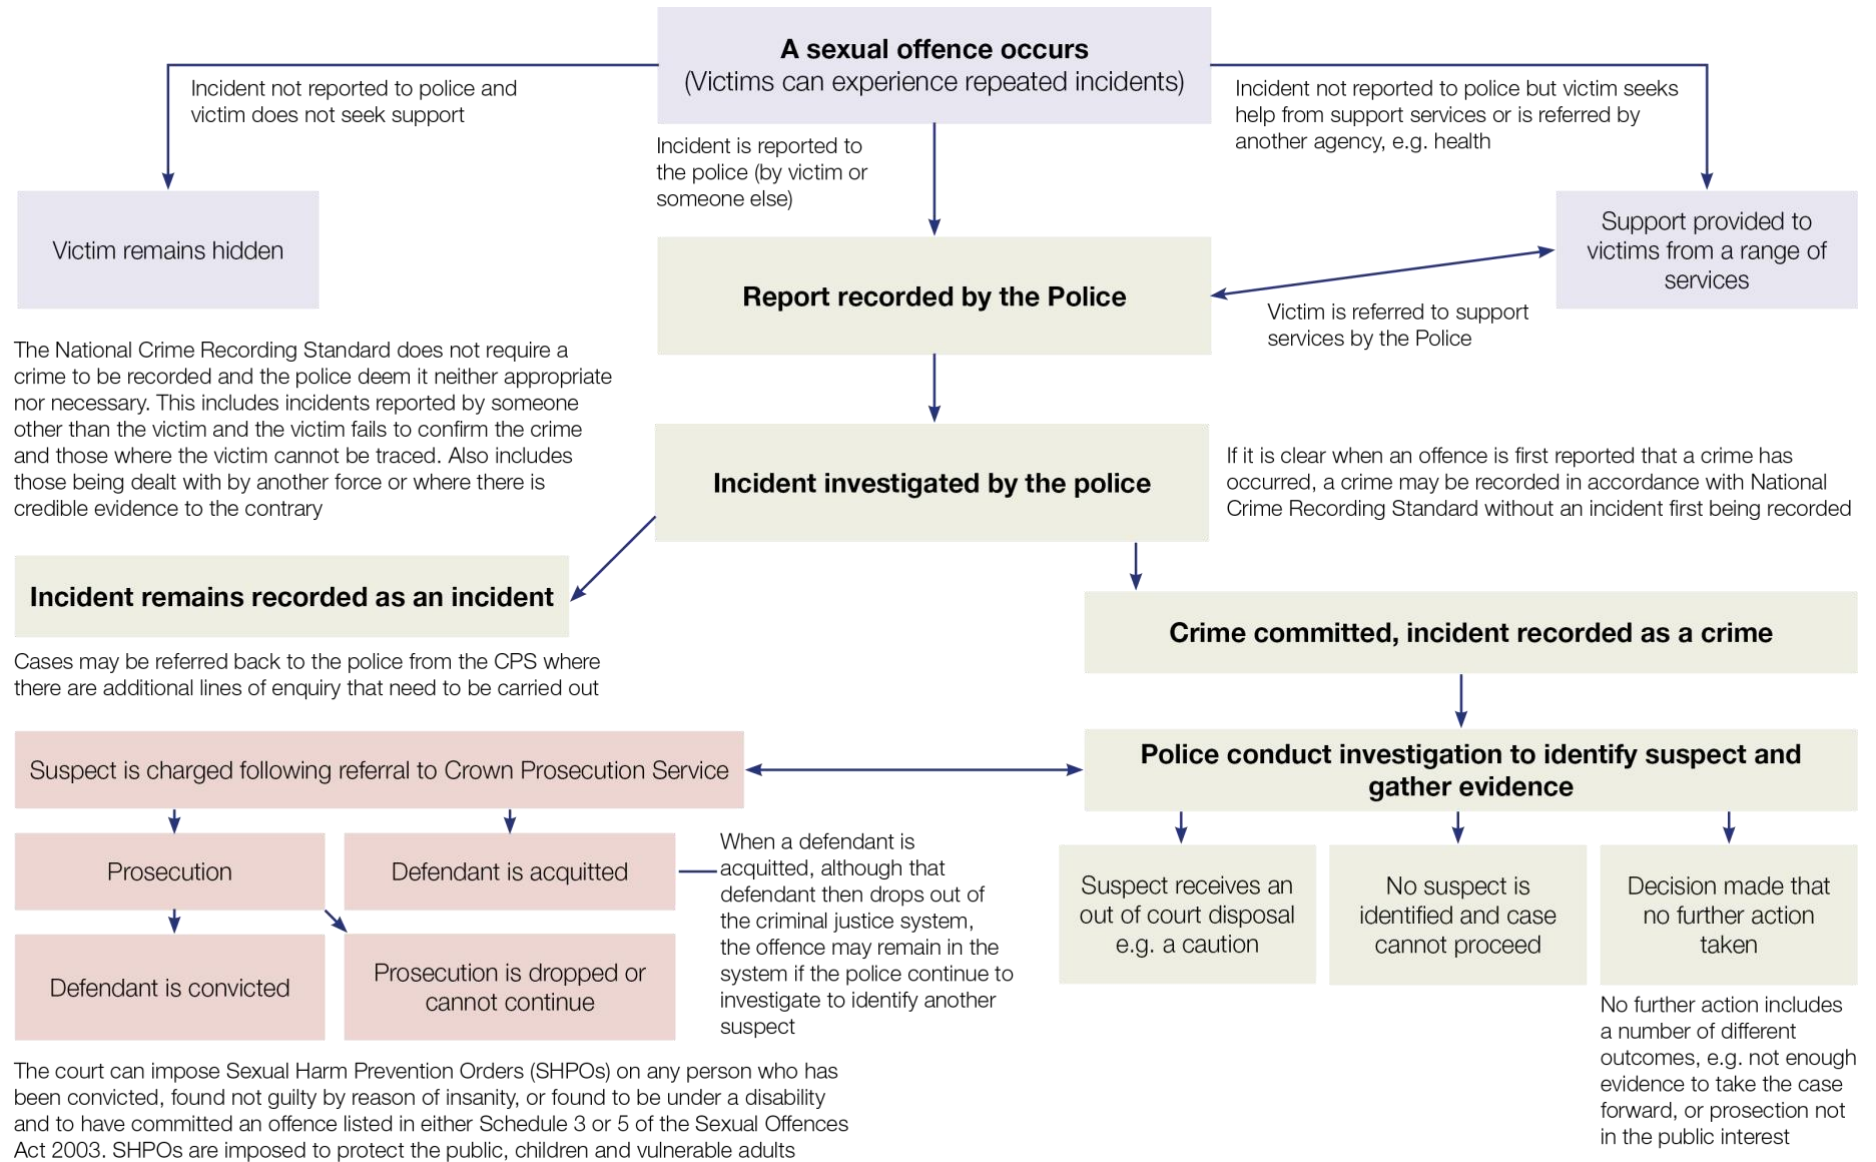 A sexual offence occurs
(Victims can experience repeated incidents)
Incident not reported to police and
victim does not seek support
Incident is reported to
the police (by victim or
someone else)
Incident not reported to police but victim seeks
help from support services or is referred by
another agency, e.g. health
Victim remains hidden
Report recorded by the Police
Support provided to
victims from a range of
services
Victim is referred to support
services by the Police
The National Crime Recording Standard does not require a
crime to be recorded and the police deem it neither appropriate
nor necessary. This includes incidents reported by someone
other than the victim and the victim fails to confirm the crime
and those where the victim cannot be traced. Also includes
those being dealt with by another force or where there is
credible evidence to the contrary
Incident investigated by the police
If it is clear when an offence is first reported that a crime has
occurred, a crime may be recorded in accordance with National
Crime Recording Standard without an incident first being recorded
Incident remains recorded as an incident
Crime committed, incident recorded as a crime
Cases may be referred back to the police from the CPS where
there are additional lines of enquiry that need to be carried out
Suspect is charged following referral to Crown Prosecution Service
Police conduct investigation to identify suspect and
gather evidence
Prosecution
Defendant is acquitted
When a defendant is
acquitted, although that
defendant then drops out of
the criminal justice system,
the offence may remain in the
system if the police continue to
investigate to identify another
suspect
Suspect receives an
out of court disposal
e.g. a caution
No suspect is
identified and case
cannot proceed
Decision made that
no further action
taken
Defendant is convicted
Prosecution is dropped or
cannot continue
No further action includes
a number of different
outcomes, e.g. not enough
evidence to take the case
forward, or prosection not
in the public interest
The court can impose Sexual Harm Prevention Orders (SHPOs) on any person who has
been convicted, found not guilty by reason of insanity, or found to be under a disability
and to have committed an offence listed in either Schedule 3 or 5 of the Sexual Offences
Act 2003. SHPOs are imposed to protect the public, children and vulnerable adults